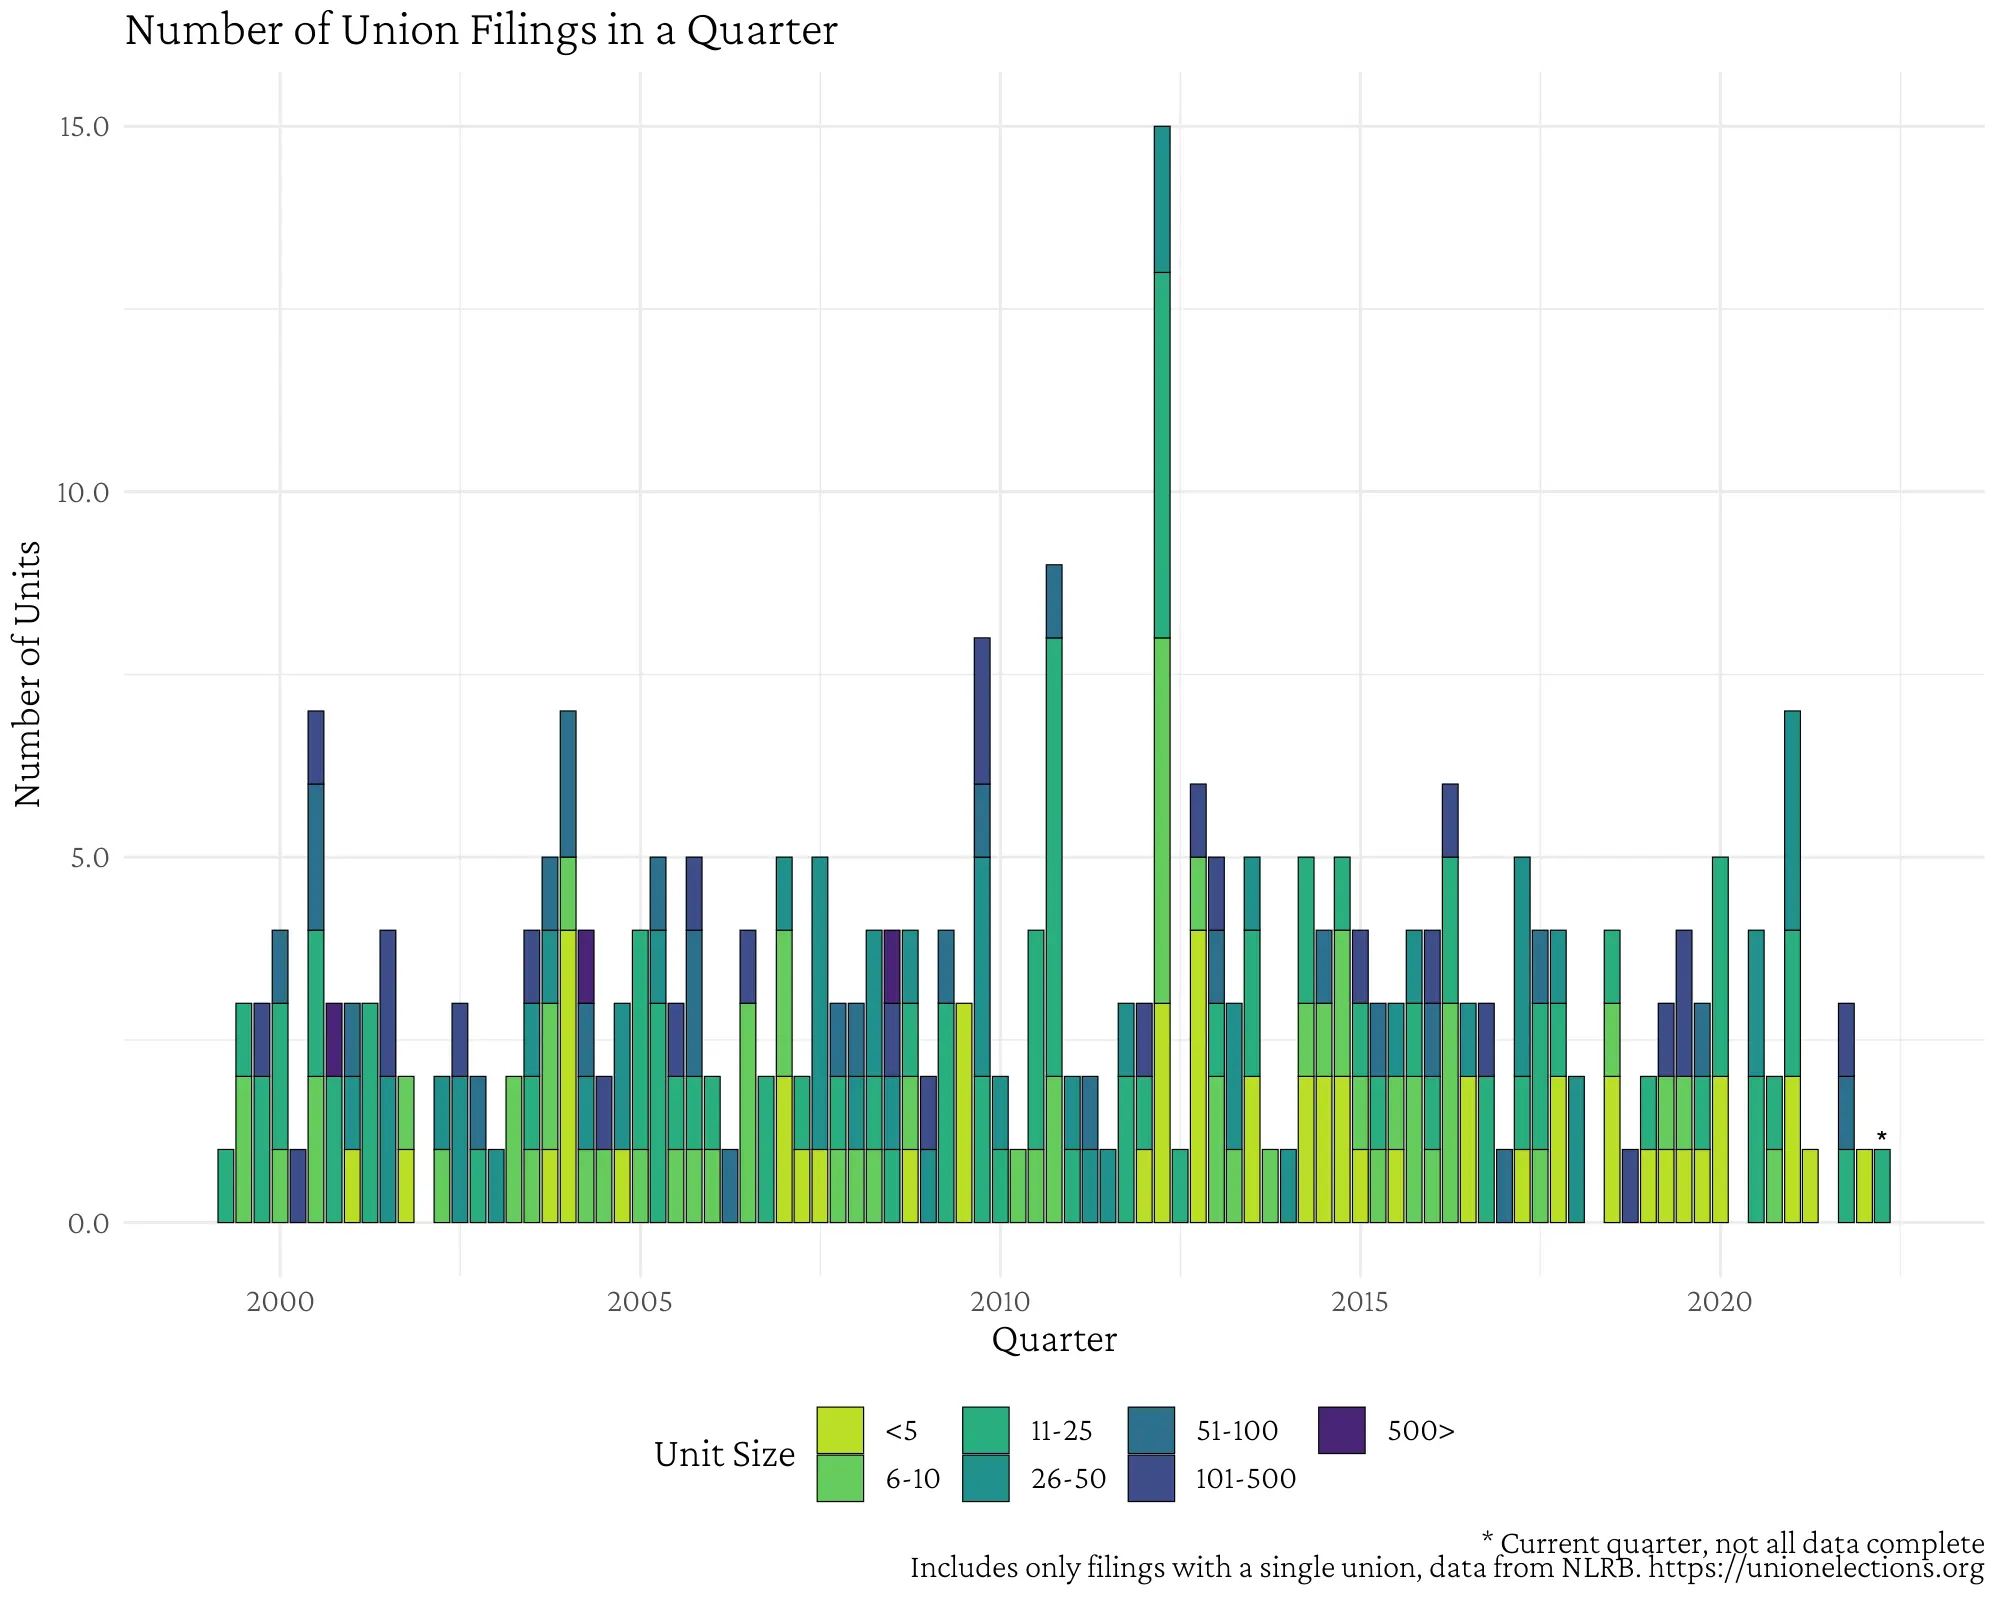 Number of Union Filings in a Quarter
15.0
10.0
5.0
0.0
Number of Units
*
2000 2005 2010 2015 2020
Quarter
Unit Size
<5 11-25 51-100 500>
6-10 26-50 101-500
* Current quarter, not all data complete
Includes only filings with a single union, data from NLRB. https://unionelections.org